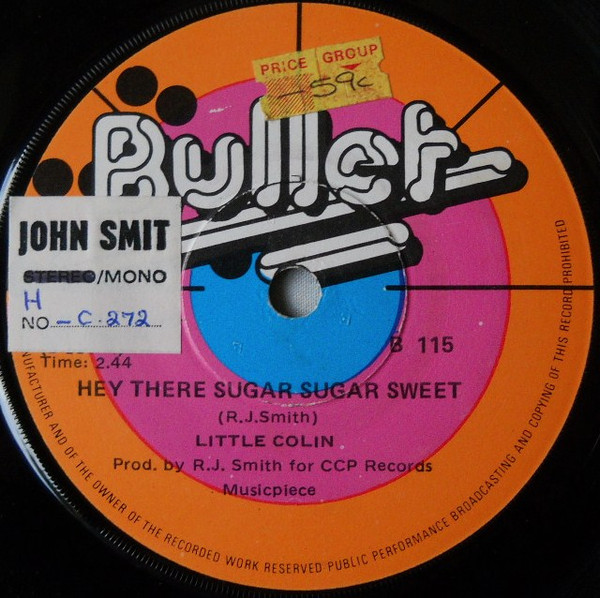 PRICE GROUP
-59c
Bullet
JOHN SMIT
STEREO/MONO
H
NO - C.272
B 115
Time: 2.44
HEY THERE SUGAR SUGAR SWEET
(R.J.Smith)
LITTLE COLIN
Prod. by R.J. Smith for CCP Records
Musicpiece
UFACTURER AND OF THE OWNER OF THE RECORDED WORK RESERVED PUBLIC PERFORMANCE BROADCASTING AND COPYING OF THIS RECORD PROHIBITED